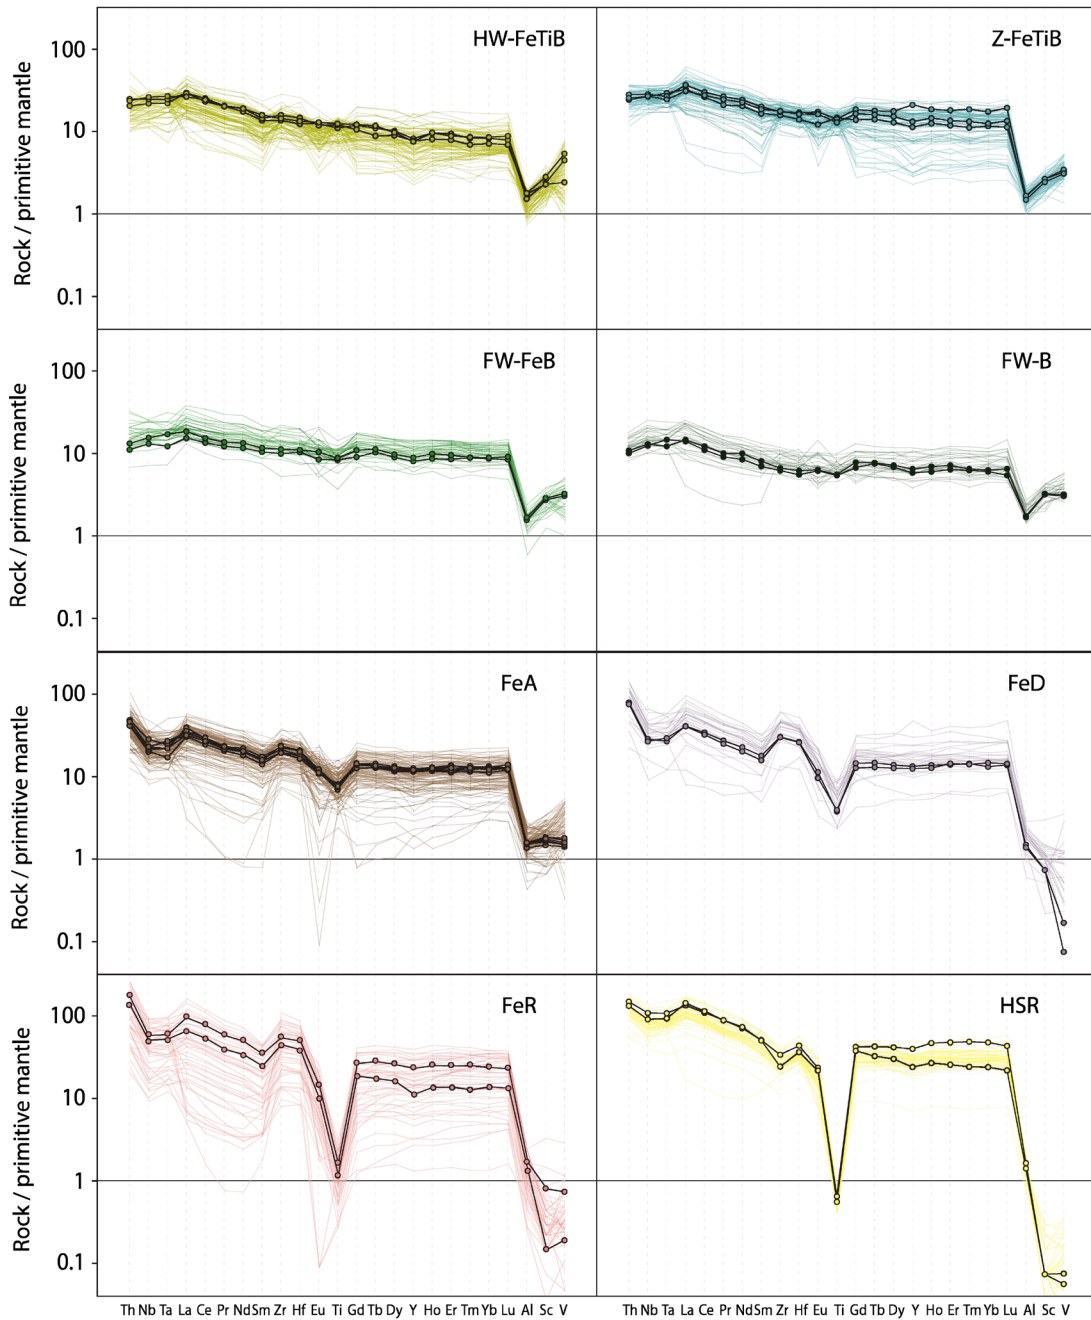 HW-FeTiB
Z-FeTiB
Rock / primitive mantle
100
10
1
0.1
FW-FeB
FW-B
Rock / primitive mantle
100
10
1
0.1
FeA
FeD
Rock / primitive mantle
100
10
1
0.1
FeR
HSR
Rock / primitive mantle
100
10
1
0.1
Th Nb Ta La Ce Pr Nd Sm Zr Hf Eu Ti Gd Tb Dy Y Ho Er Tm Yb Lu Al Sc V
Th Nb Ta La Ce Pr Nd Sm Zr Hf Eu Ti Gd Tb Dy Y Ho Er Tm Yb Lu Al Sc V